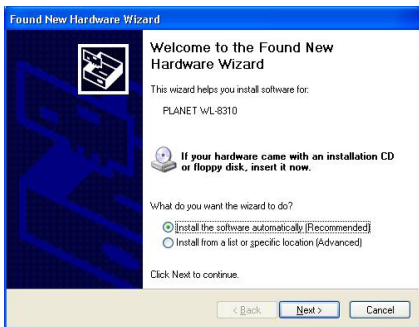 Found New Hardware Wizard
Welcome to the Found New
Hardware Wizard
This wizard helps you install software for:
PLANET WL-8310
If your hardware came with an installation CD
or floppy disk, insert it now.
What do you want the wizard to do?
Install the software automatically (Recommended)
Install from a list or specific location (Advanced)
Click Next to continue.
< Back
Next >
Cancel